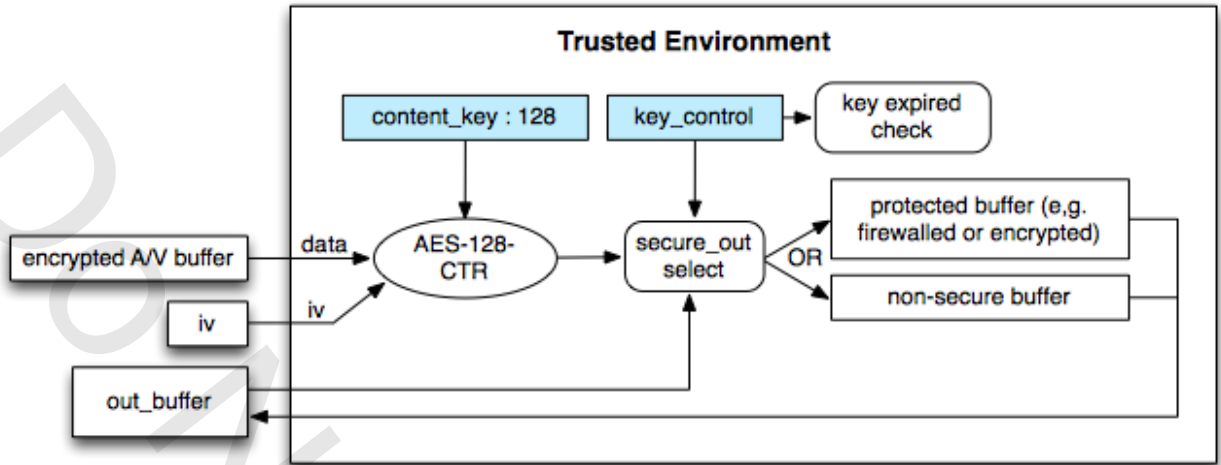 Trusted Environment
content_key : 128
key_control
key expired
check
encrypted A/V buffer
data
AES-128-
CTR
secure_out
select
OR
protected buffer (e,g.
firewalled or encrypted)
non-secure buffer
iv
iv
out_buffer
DON